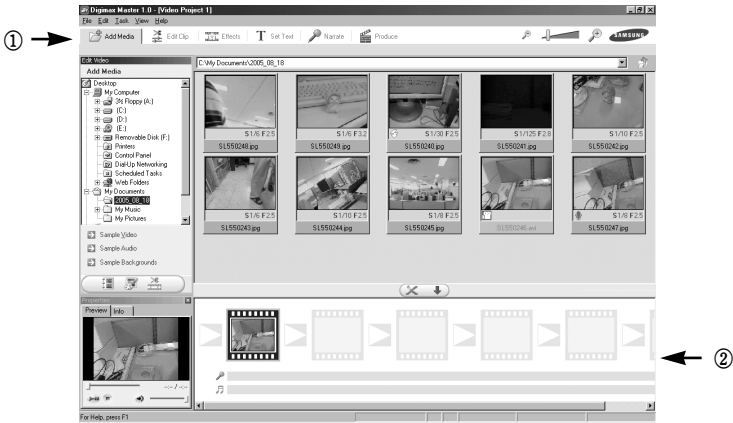 Digimax Master 1.0 - [Video Project 1]
File Edit Task View Help
① Add Media Edit Clip Effects T Set Text Narrate Produce SAMSUNG
Edit Video
Add Media
C:\My Documents\2005_08_18
Desktop
My Computer
3½ Floppy (A:)
(C:)
(D:)
(E:)
Removable Disk (F:)
Printers
Control Panel
Dial-Up Networking
Scheduled Tasks
Web Folders
My Documents
2005_08_18
My Music
My Pictures
Sample Video
Sample Audio
Sample Backgrounds
S1/6 F2.5 S1/6 F3.2 S1/30 F2.5 S1/125 F2.8 S1/10 F2.5
SL550248.jpg SL550249.jpg SL550240.jpg SL550241.jpg SL550242.jpg
S1/6 F2.5 S1/10 F2.5 S1/8 F2.5 S1/8 F2.5
SL550243.jpg SL550244.jpg SL550245.jpg SL550246.avi SL550247.jpg
Properties
Preview Info
--:-- / --:--
②
For Help, press F1